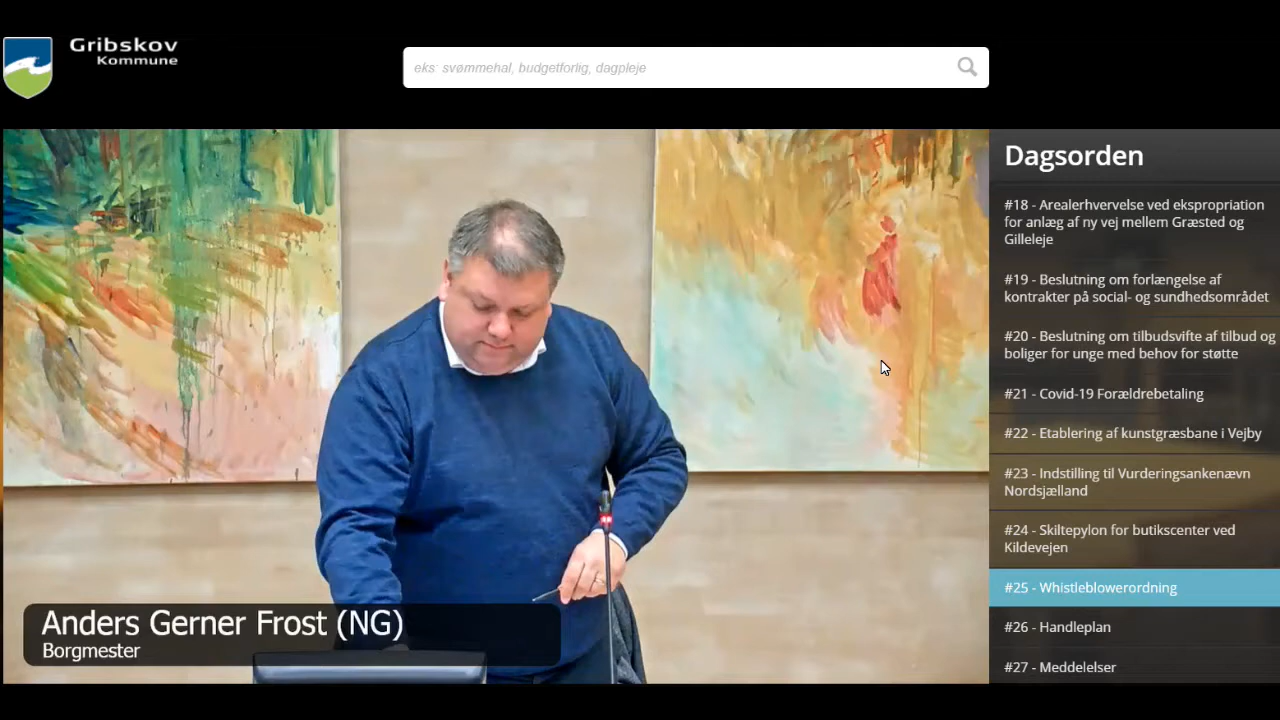 Gribskov
Kommune
eks: svømmehal, budgetforlig, dagpleje
Dagsorden
#18 - Arealerhvervelse ved ekspropriation
for anlæg af ny vej mellem Græsted og
Gilleleje
#19 - Beslutning om forlængelse af
kontrakter på social- og sundhedsområdet
#20 - Beslutning om tilbudsvifte af tilbud og
boliger for unge med behov for støtte
#21 - Covid-19 Forældrebetaling
#22 - Etablering af kunstgræsbane i Vejby
#23 - Indstilling til Vurderingsankenævn
Nordsjælland
#24 - Skiltepylon for butikscenter ved
Kildevejen
#25 - Whistleblowerordning
#26 - Handleplan
#27 - Meddelelser
Anders Gerner Frost (NG)
Borgmester